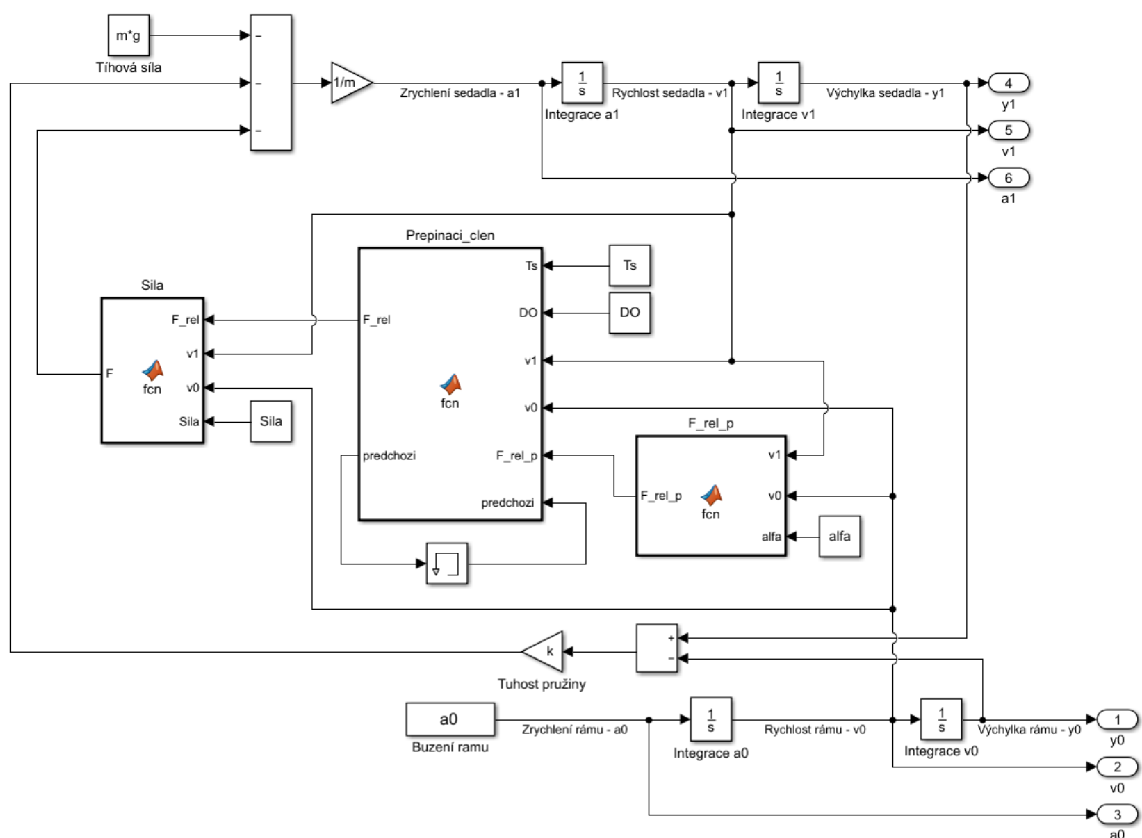 m*g
Tíhová síla
−
−
−
1/m
Zrychlení sedadla - a1
1
s
Integrace a1
Rychlost sedadla - v1
1
s
Integrace v1
Výchylka sedadla - y1
4
y1
5
v1
6
a1
Prepinaci_clen
Ts
Ts
DO
DO
F_rel
v1
fcn
v0
F_rel_p
predchozi
predchozi
Sila
F_rel
v1
F
fcn
v0
Sila
Sila
F_rel_p
v1
F_rel_p
v0
fcn
alfa
alfa
+
−
k
Tuhost pružiny
a0
Buzení ramu
Zrychlení rámu - a0
1
s
Integrace a0
Rychlost rámu - v0
1
s
Integrace v0
Výchylka rámu - y0
1
y0
2
v0
3
a0